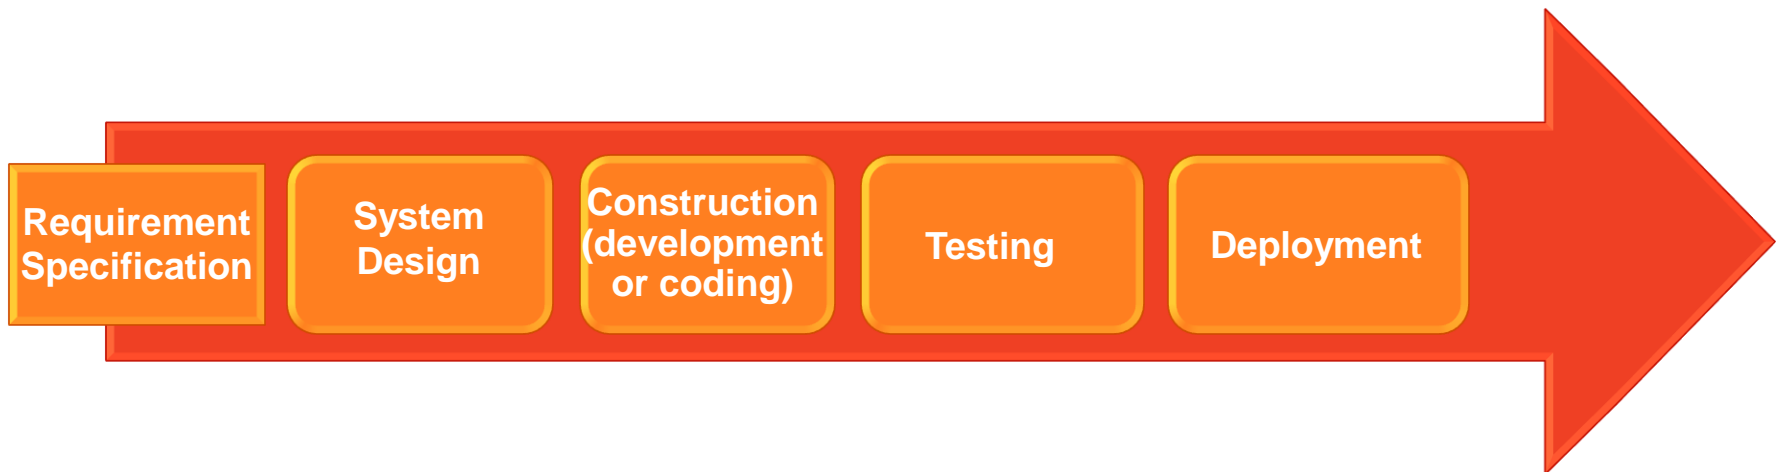 Requirement
Specification
System
Design
Construction
(development
or coding)
Testing
Deployment